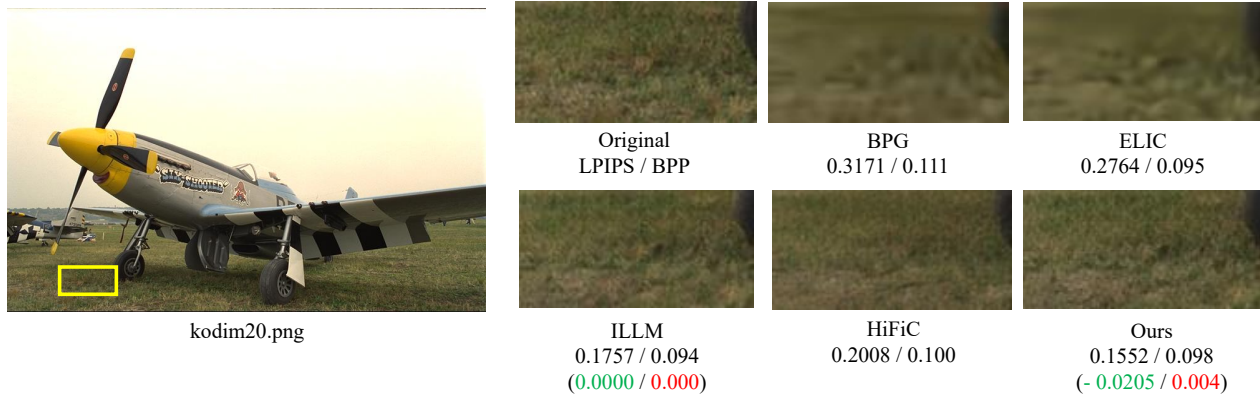 SIX-SHOOTER
kodim20.png
Original
LPIPS / BPP
BPG
0.3171 / 0.111
ELIC
0.2764 / 0.095
ILLM
0.1757 / 0.094
(0.0000 / 0.000)
HiFiC
0.2008 / 0.100
Ours
0.1552 / 0.098
(- 0.0205 / 0.004)